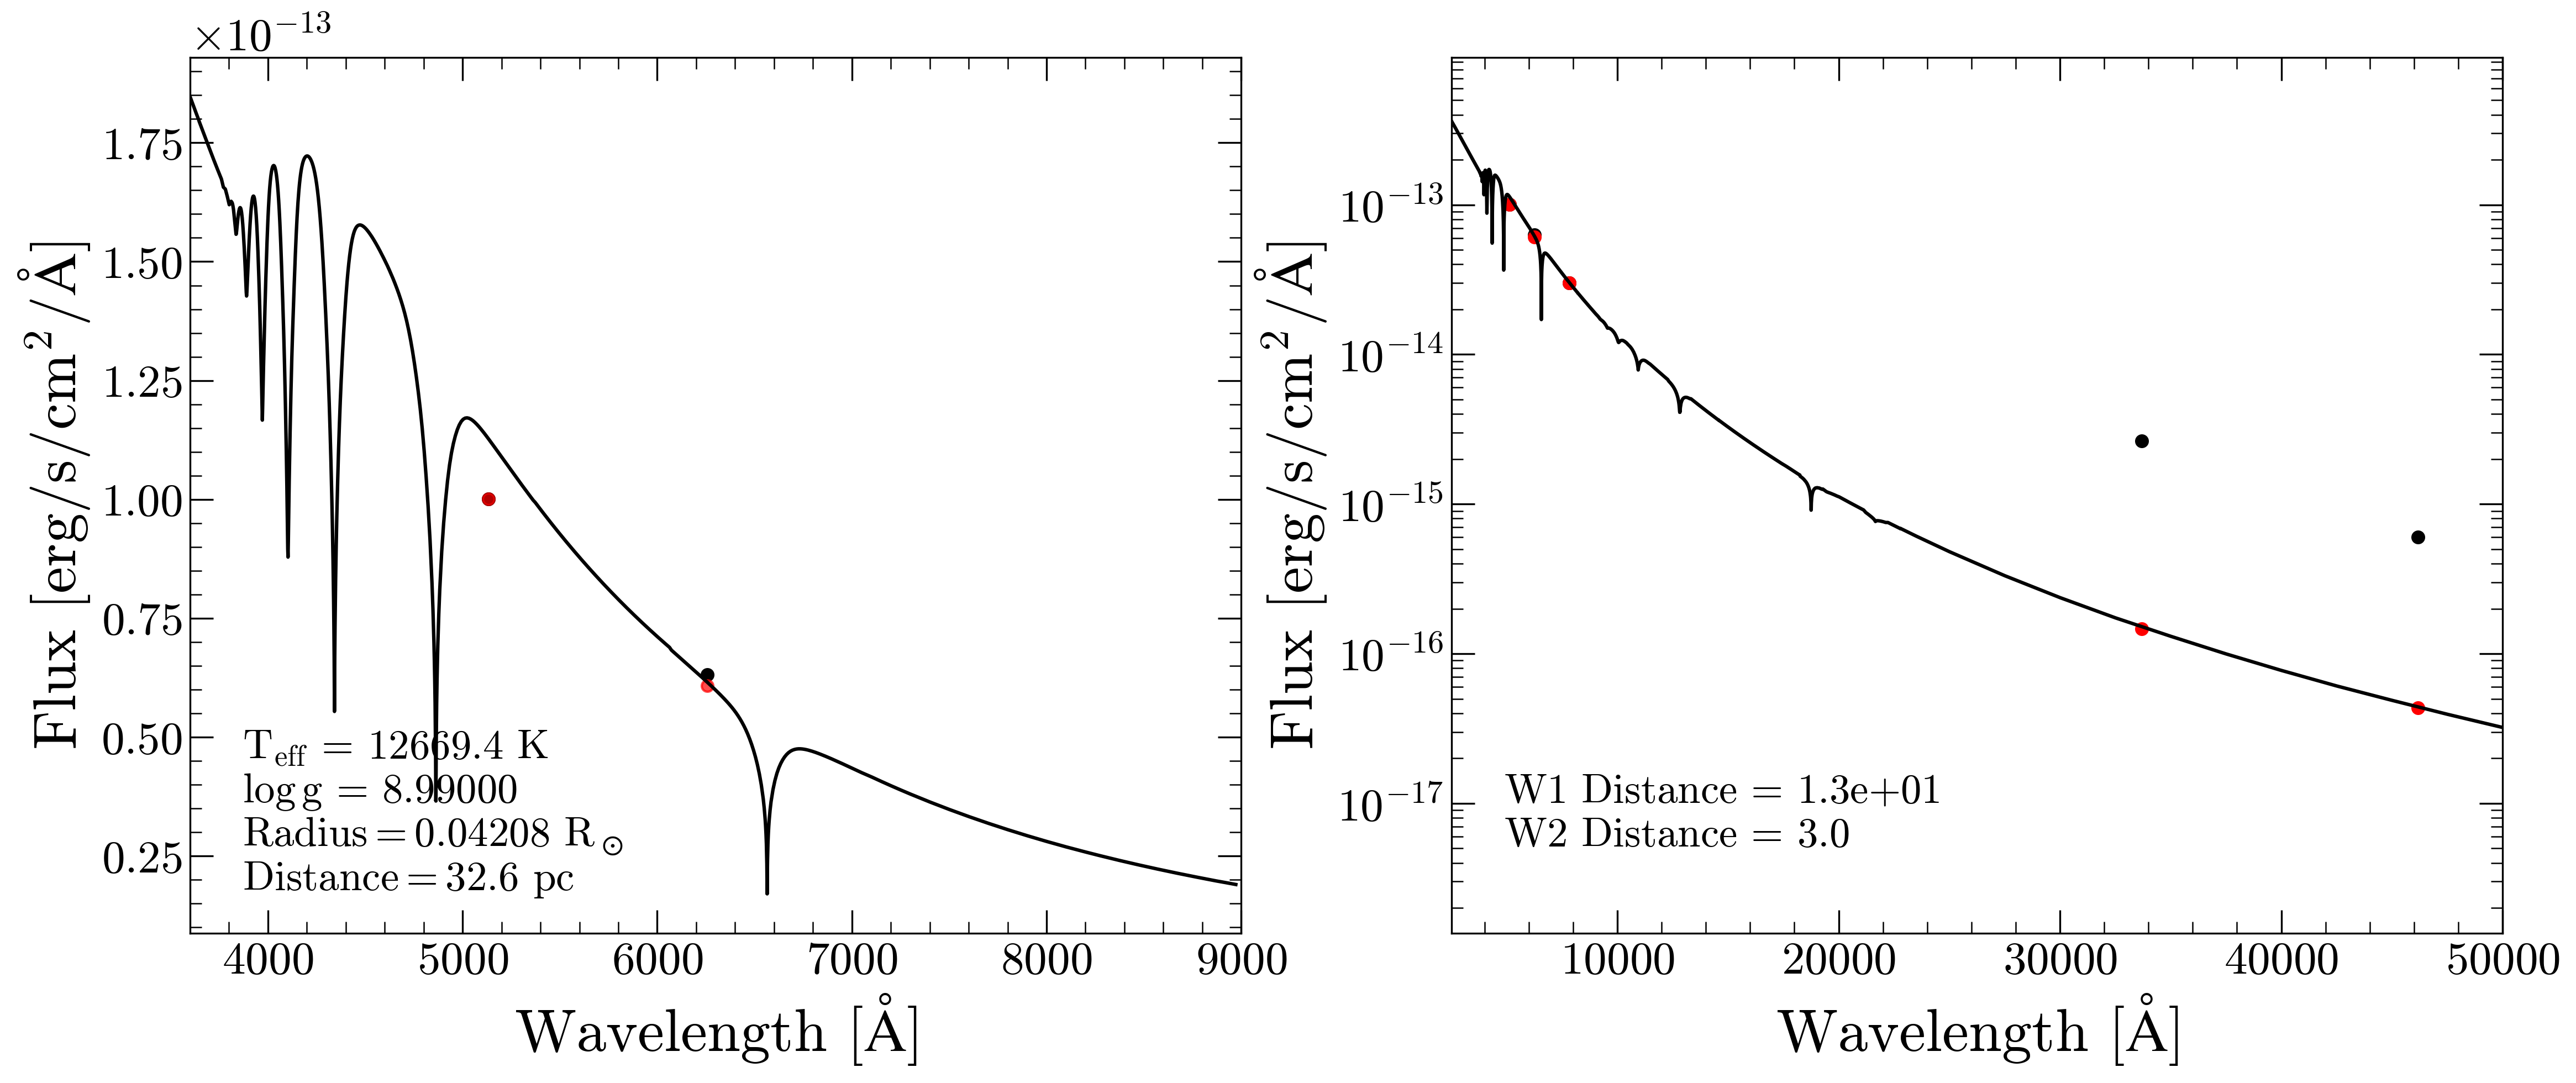 ×10⁻¹³
Flux [erg/s/cm²/Å]
1.75
1.50
1.25
1.00
0.75
0.50
0.25
T_eff = 12669.4 K
log g = 8.99000
Radius = 0.04208 R_⊙
Distance = 32.6 pc
4000 5000 6000 7000 8000 9000
Wavelength [Å]
Flux [erg/s/cm²/Å]
10⁻¹³
10⁻¹⁴
10⁻¹⁵
10⁻¹⁶
10⁻¹⁷
W1 Distance = 1.3e+01
W2 Distance = 3.0
10000 20000 30000 40000 50000
Wavelength [Å]